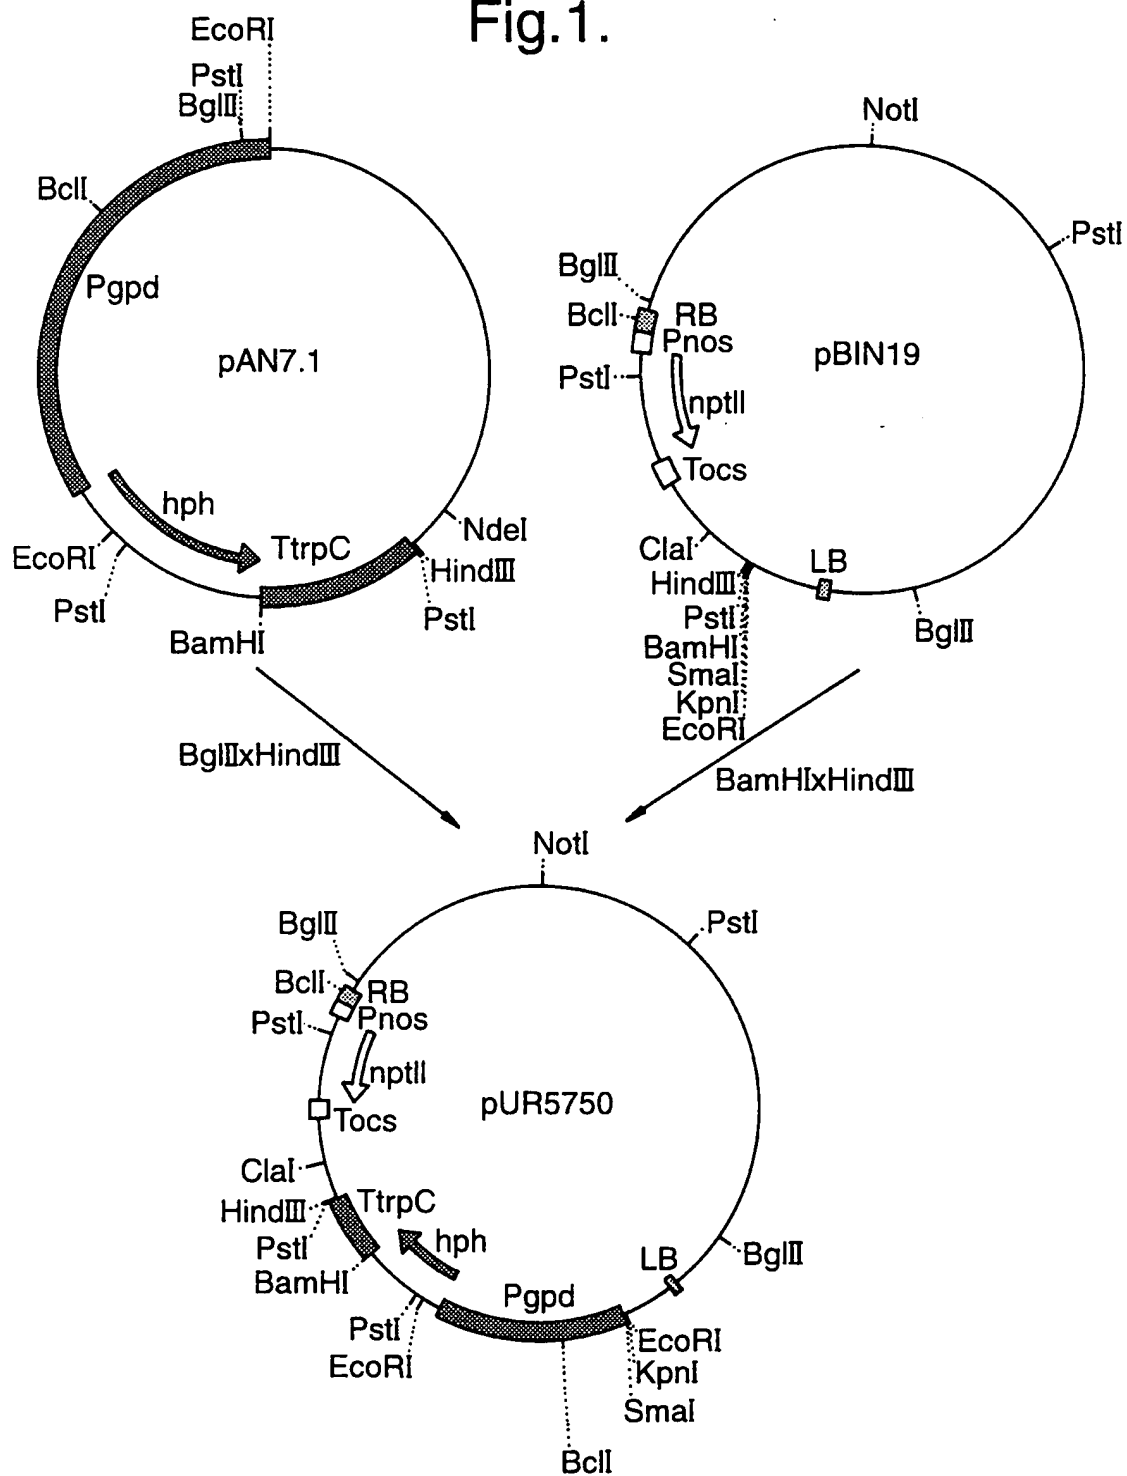 Fig.1.
EcoRI
PstI
BglII
BclI
Pgpd
pAN7.1
hph
TtrpC
EcoRI
PstI
BamHI
NdeI
HindIII
PstI
NotI
PstI
BglII
BclI
RB
Pnos
PstI
nptII
pBIN19
Tocs
ClaI
HindIII
PstI
BamHI
SmaI
KpnI
EcoRI
LB
BglII
BglIIxHindIII
BamHIxHindIII
NotI
PstI
BglII
BclI
RB
Pnos
PstI
nptII
pUR5750
Tocs
ClaI
HindIII
TtrpC
PstI
hph
BamHI
LB
BglII
Pgpd
PstI
EcoRI
EcoRI
KpnI
SmaI
BclI